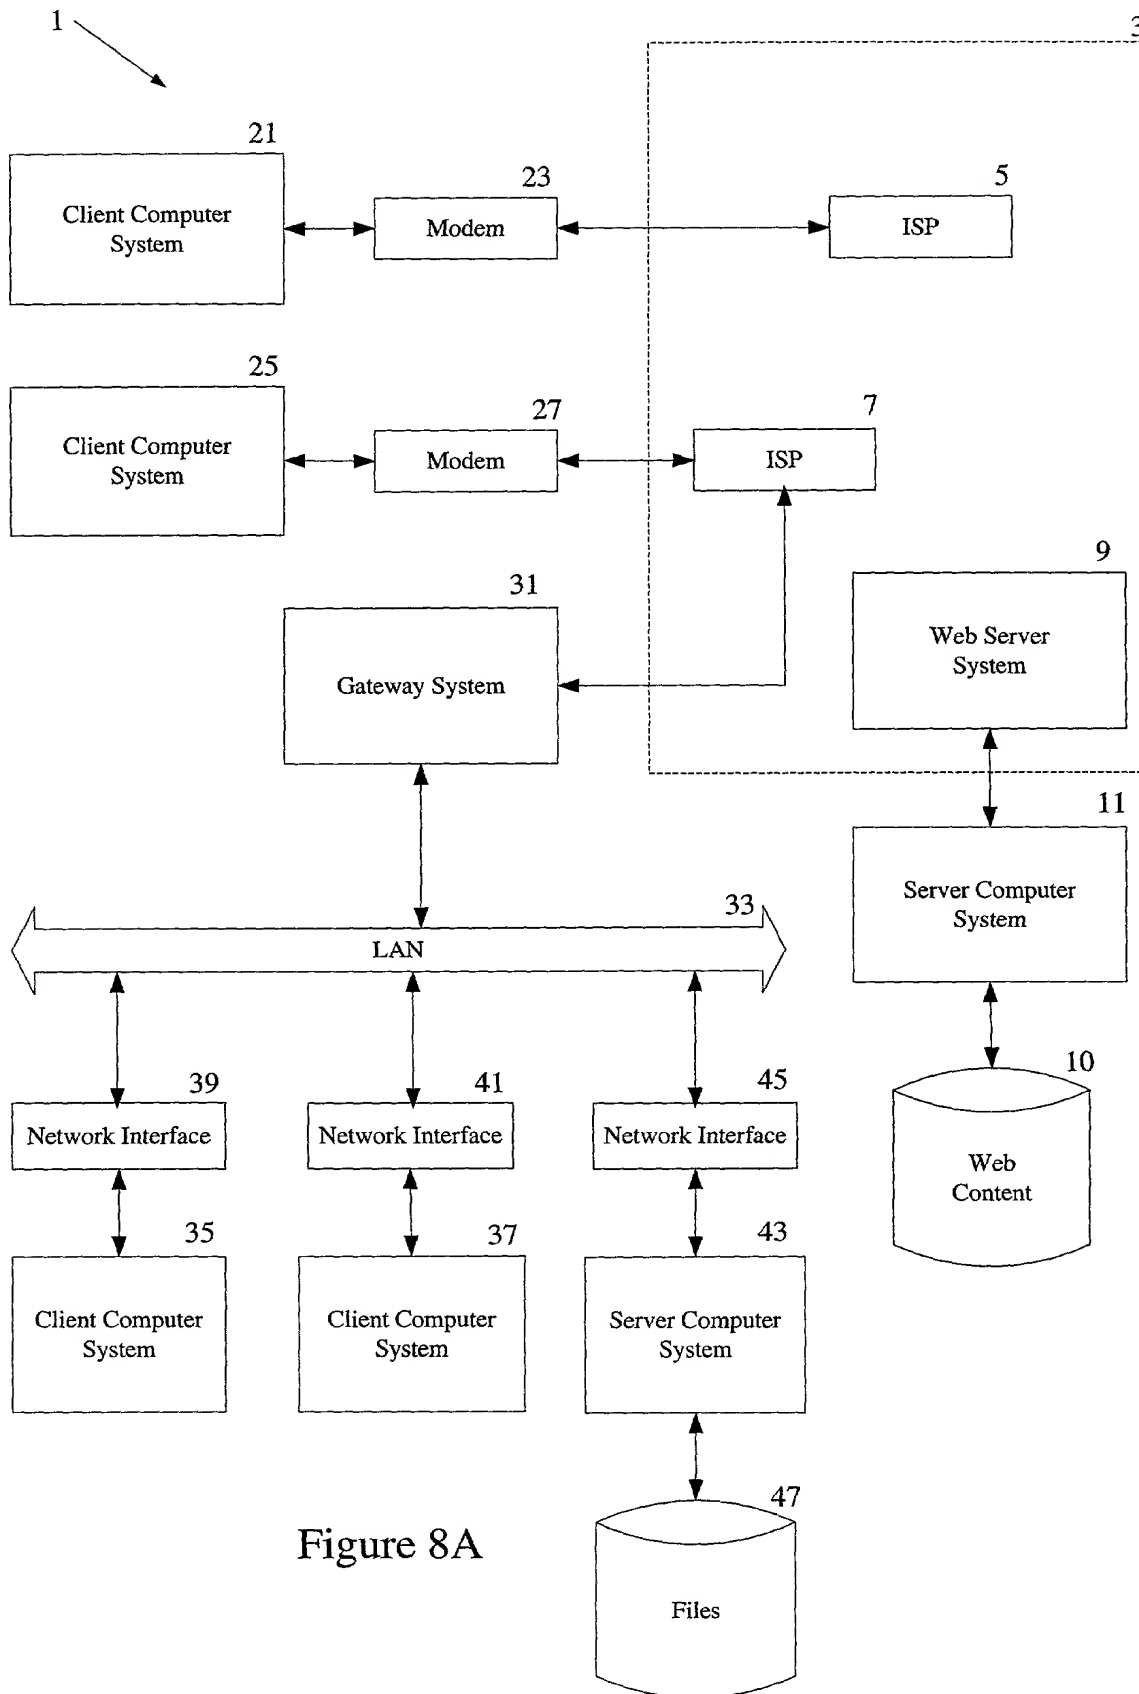 1
3
21
Client Computer
System
23
Modem
5
ISP
25
Client Computer
System
27
Modem
7
ISP
31
Gateway System
9
Web Server
System
11
Server Computer
System
33
LAN
10
Web
Content
39
Network Interface
41
Network Interface
45
Network Interface
35
Client Computer
System
37
Client Computer
System
43
Server Computer
System
47
Files
Figure 8A